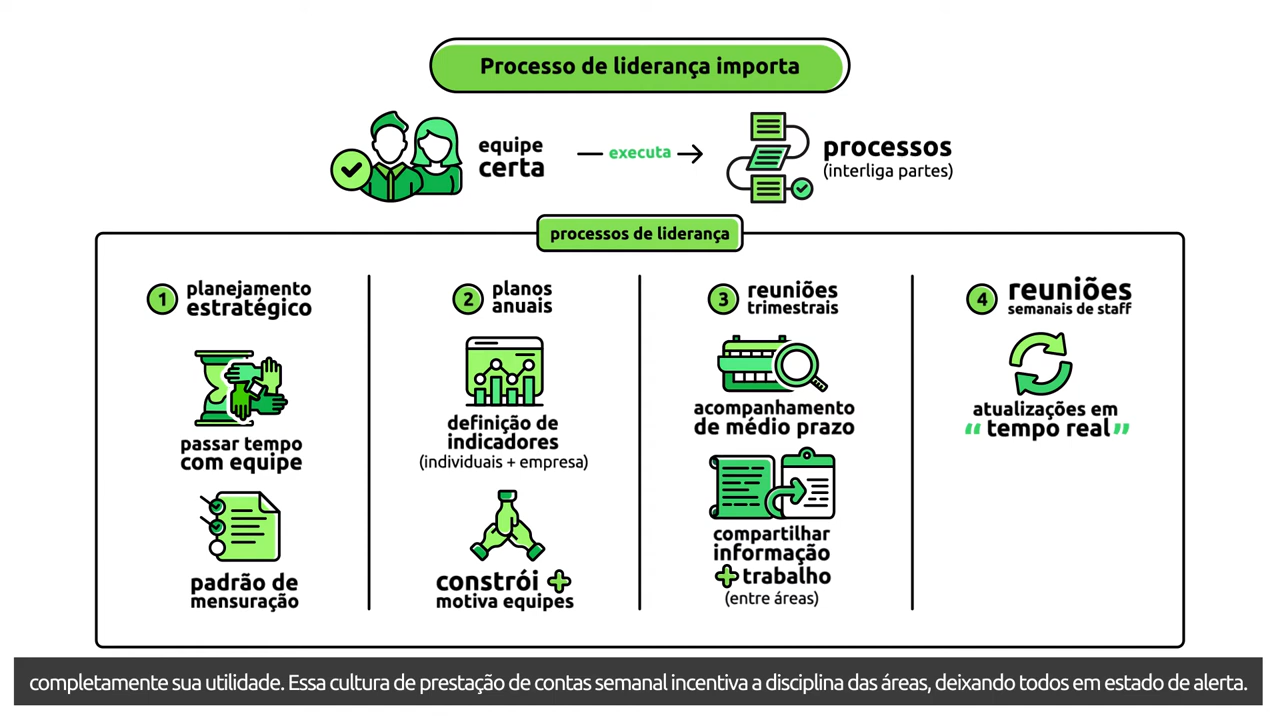 Processo de liderança importa
equipe
certa
executa
processos
(interliga partes)
processos de liderança
1 planejamento
estratégico
passar tempo
com equipe
padrão de
mensuração
2 planos
anuais
definição de
indicadores
(individuais + empresa)
constrói +
motiva equipes
3 reuniões
trimestrais
acompanhamento
de médio prazo
compartilhar
informação
+ trabalho
(entre áreas)
4 reuniões
semanais de staff
atualizações em
“ tempo real ”
completamente sua utilidade. Essa cultura de prestação de contas semanal incentiva a disciplina das áreas, deixando todos em estado de alerta.